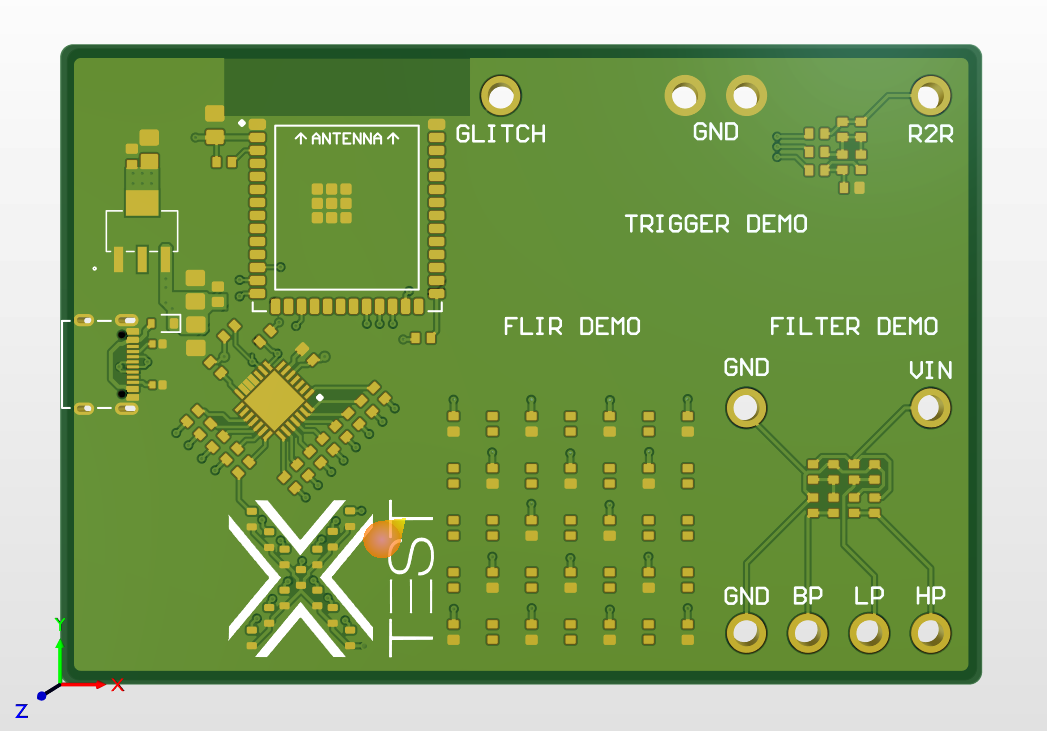 ↑ ANTENNA ↑
GLITCH
GND
R2R
TRIGGER DEMO
FLIR DEMO
FILTER DEMO
GND
VIN
X TEST
GND
BP
LP
HP
Y
X
Z